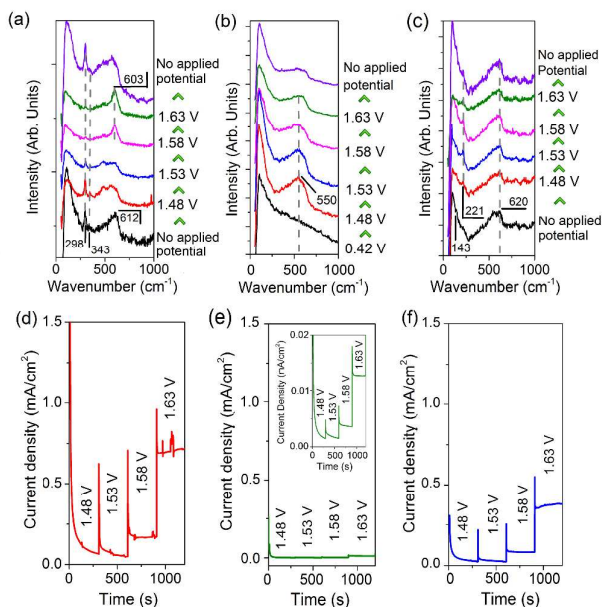 (a)
Intensity (Arb. Units)
603
No applied
potential
1.63 V
1.58 V
1.53 V
1.48 V
No applied
potential
612
298
343
0
500
1000
Wavenumber (cm-1)
(b)
Intensity (Arb. Units)
No applied
potential
1.63 V
1.58 V
1.53 V
1.48 V
0.42 V
550
0
500
1000
Wavenumber (cm-1)
(c)
Intensity (Arb. Units)
No applied
Potential
1.63 V
1.58 V
1.53 V
1.48 V
No applied
potential
221
620
143
0
500
1000
Wavenumber (cm-1)
(d)
Current density (mA/cm2)
1.5
1.0
0.5
0.0
1.48 V
1.53 V
1.58 V
1.63 V
0
500
1000
Time (s)
(e)
Current density (mA/cm2)
1.5
1.0
0.5
0.0
Current Density (nA/cm2)
0.02
0.01
0.00
1.48 V
1.53 V
1.58 V
1.63 V
0
500
1000
Time (s)
1.48 V
1.53 V
1.58 V
1.63 V
0
500
1000
Time (s)
(f)
Current density (mA/cm2)
1.5
1.0
0.5
0.0
1.48 V
1.53 V
1.58 V
1.63 V
0
500
1000
Time (s)